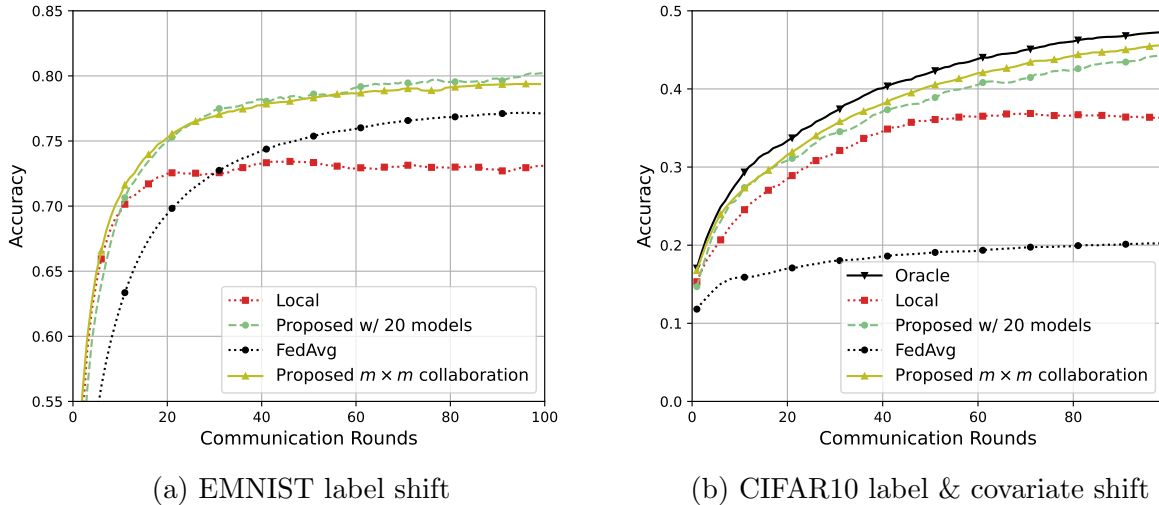 0.85
0.80
0.75
0.70
0.65
0.60
0.55
Accuracy
0
20
40
60
80
100
Communication Rounds
Local
Proposed w/ 20 models
FedAvg
Proposed m × m collaboration
(a) EMNIST label shift
0.5
0.4
0.3
0.2
0.1
0.0
Accuracy
0
20
40
60
80
Communication Rounds
Oracle
Local
Proposed w/ 20 models
FedAvg
Proposed m × m collaboration
(b) CIFAR10 label & covariate shift